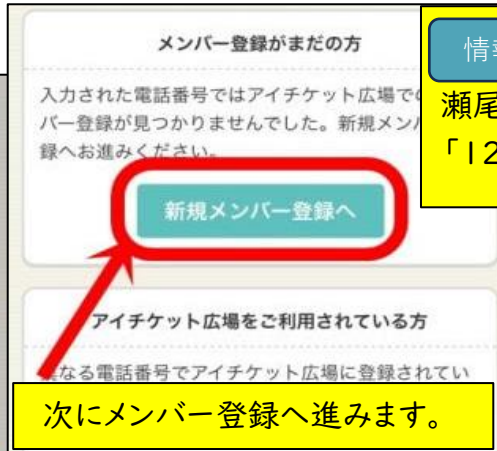 メンバー登録がまだの方
入力された電話番号ではアイチケット広場で
バー登録が見つかりませんでした。新規メン
録へお進みください。
新規メンバー登録へ
アイチケット広場をご利用されている方
なる電話番号でアイチケット広場に登録されてい
次にメンバー登録へ進みます。
情
瀬尾
「12